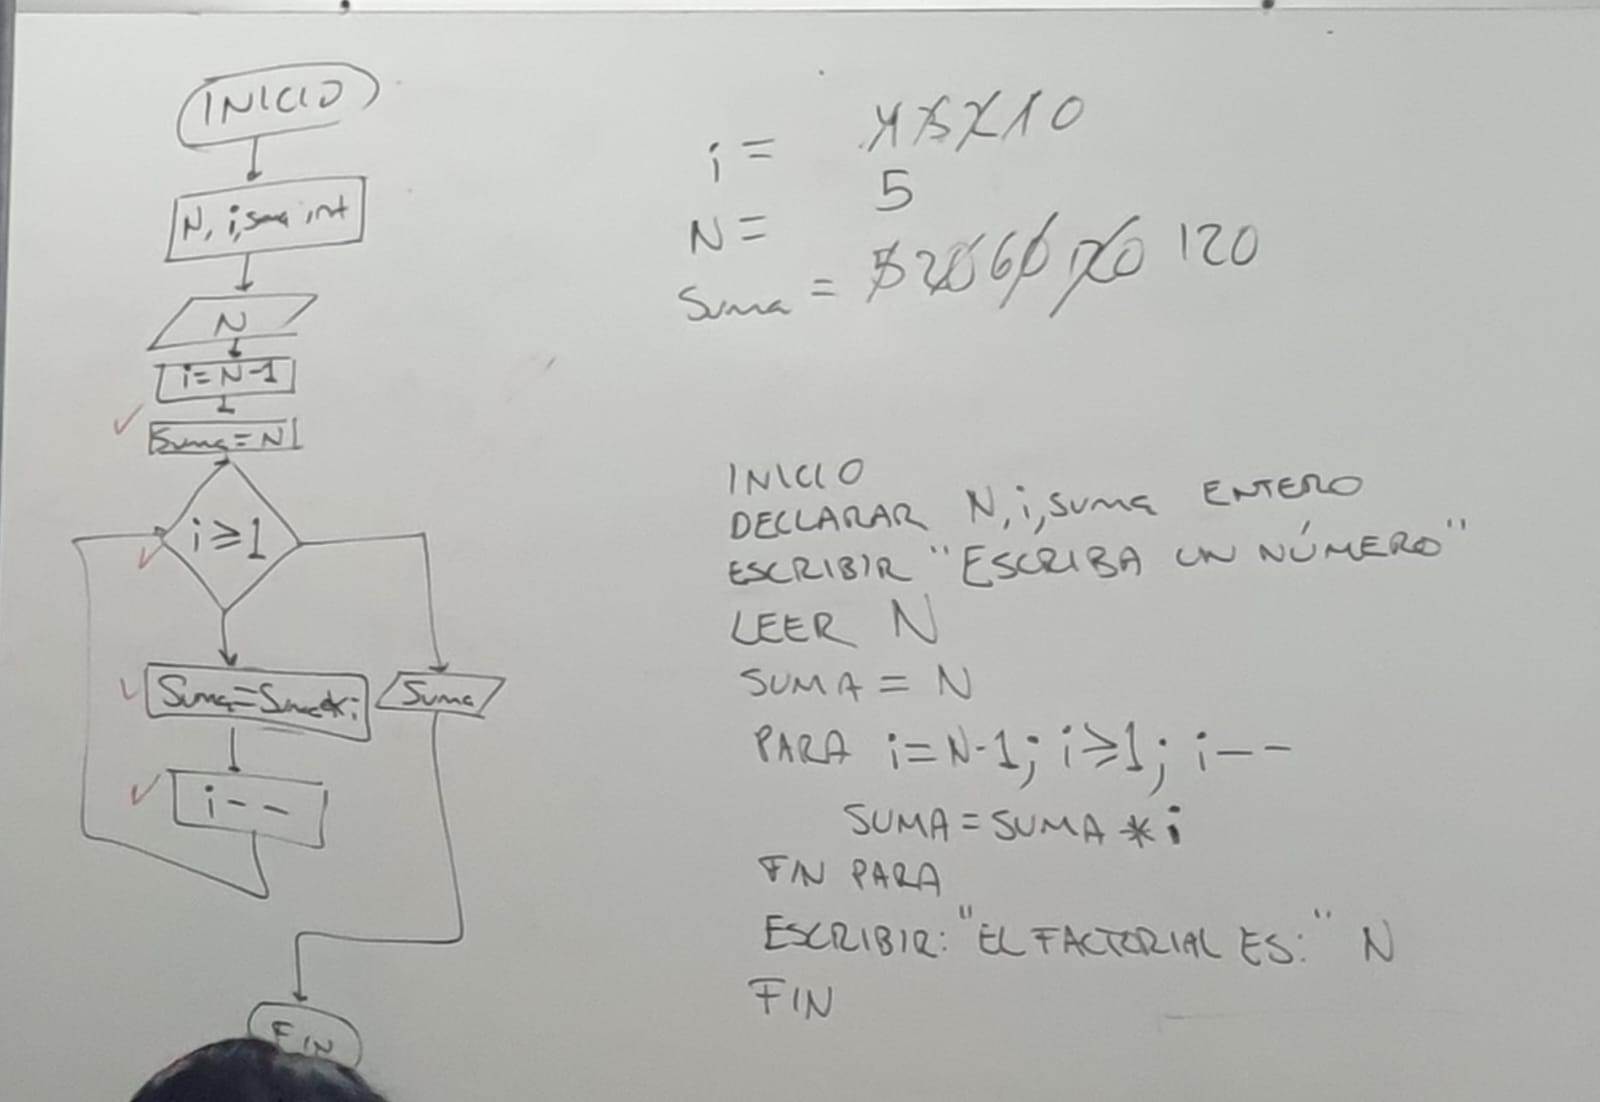 INICIO
N, i, suma int
N
i=N-1
Suma=N
i≥1
Suma=Suma*i
Suma
i--
FIN
i = 4 3 2 1 0
N = 5
Suma = 5 20 60 120 120
INICIO
DECLARAR N, i, suma ENTERO
ESCRIBIR "ESCRIBA UN NÚMERO"
LEER N
SUMA = N
PARA i=N-1; i≥1; i--
SUMA = SUMA * i
FIN PARA
ESCRIBIR: "EL FACTORIAL ES:" N
FIN